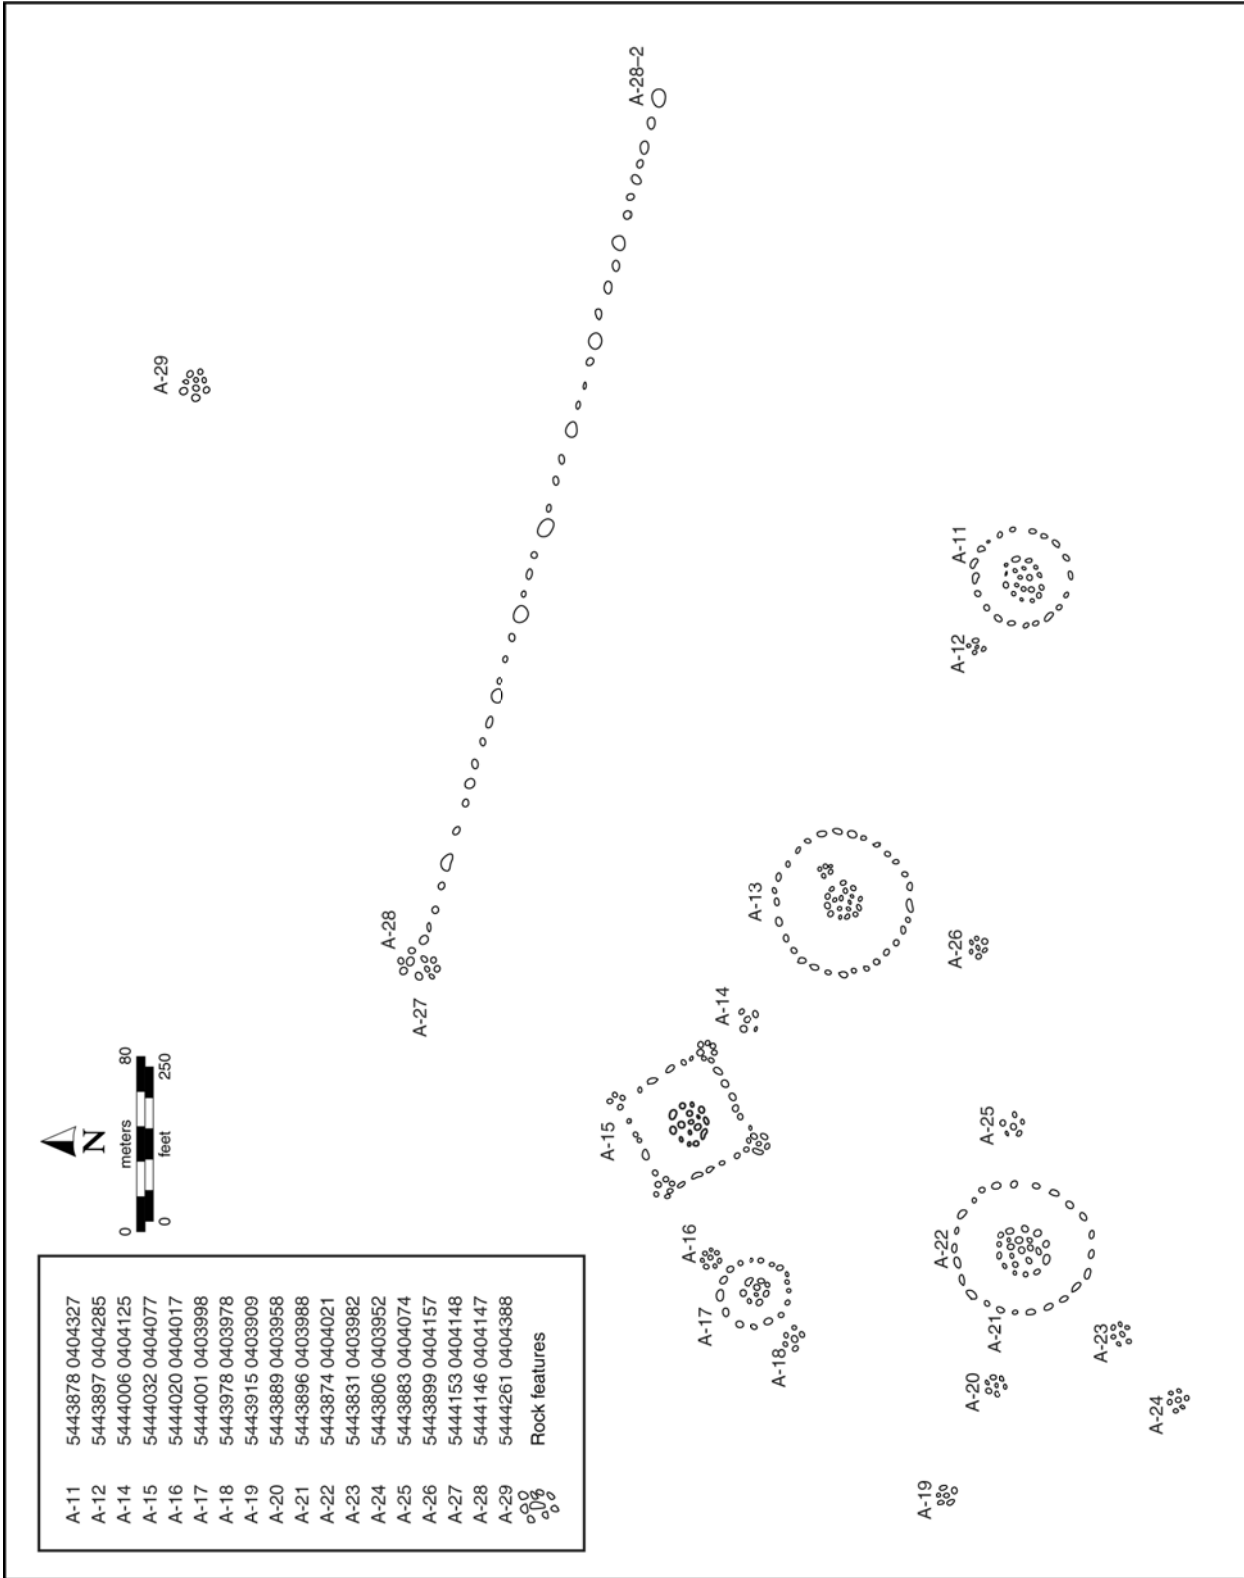 A-11 5443878 0404327
A-12 5443897 0404285
A-14 5444006 0404125
A-15 5444032 0404077
A-16 5444020 0404017
A-17 5444001 0403998
A-18 5443978 0403978
A-19 5443915 0403909
A-20 5443889 0403958
A-21 5443896 0403988
A-22 5443874 0404021
A-23 5443831 0403982
A-24 5443806 0403952
A-25 5443883 0404074
A-26 5443899 0404157
A-27 5444153 0404148
A-28 5444146 0404147
A-29 5444261 0404388
Rock features
N
0 80
meters
feet
0 250
A-29
A-28-2
A-28
A-27
A-15
A-14
A-16
A-17
A-18
A-13
A-11
A-12
A-26
A-25
A-22
A-21
A-20
A-19
A-23
A-24